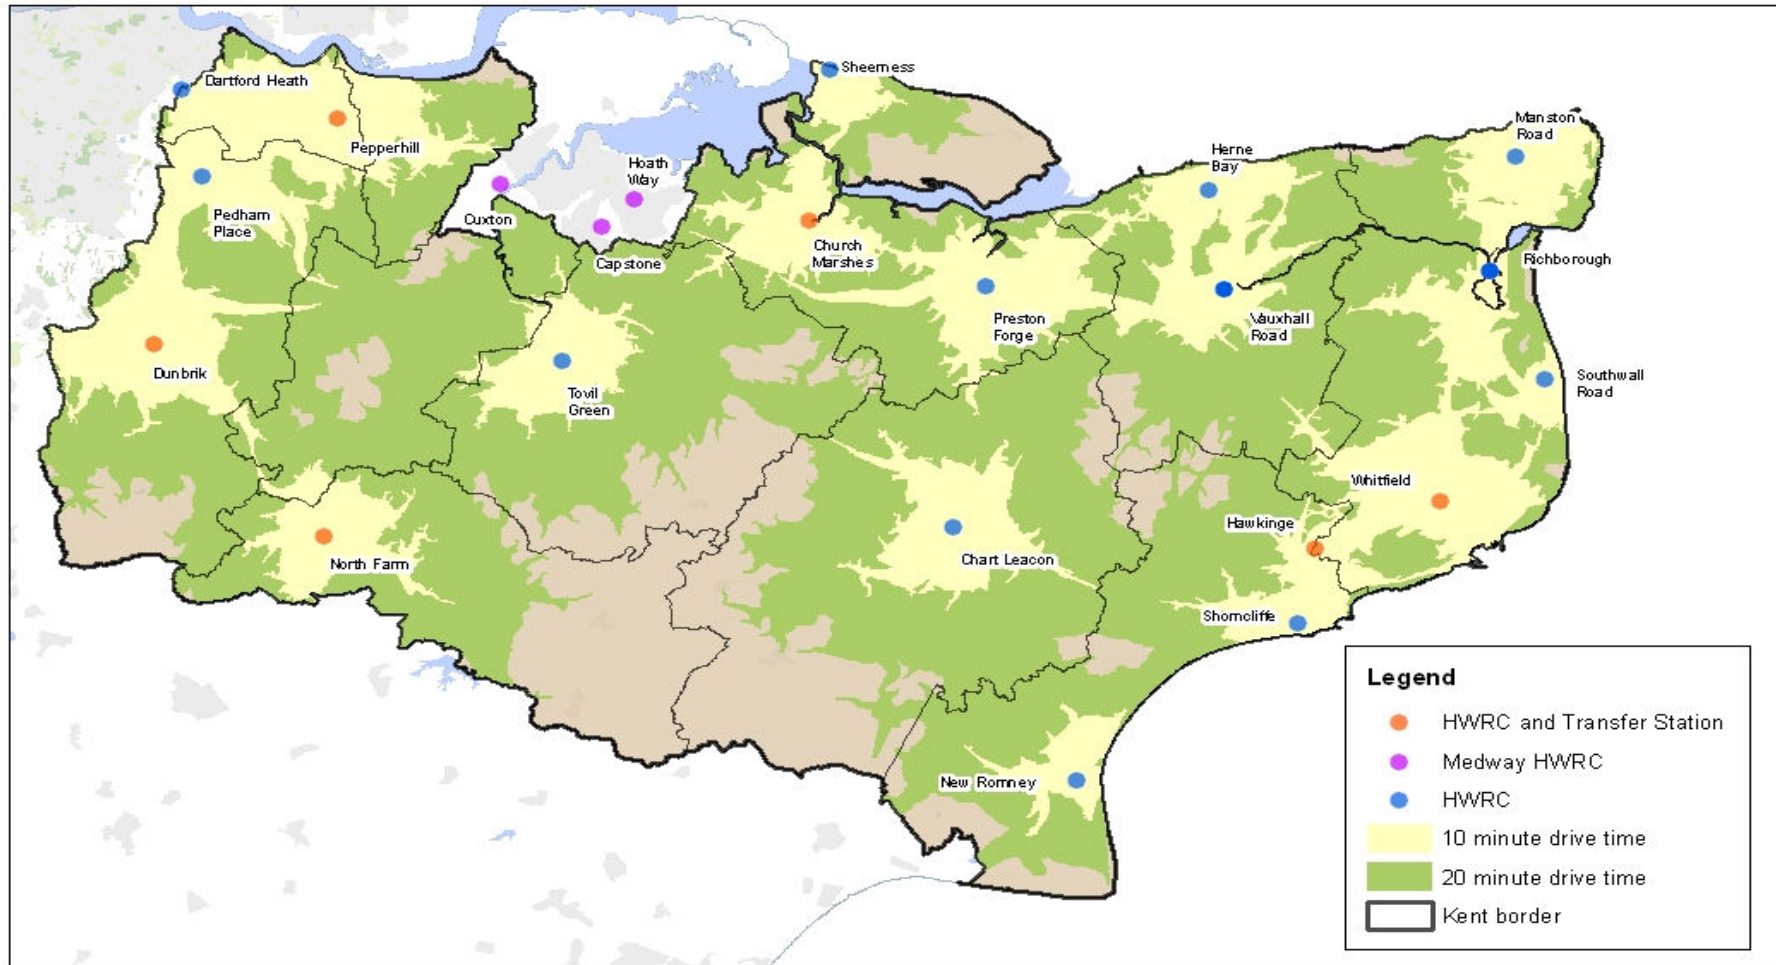 Dartford Heath
Sheerness
Manston
Road
Pepperhill
Hoath
Way
Herne
Bay
Pedham
Place
Cuxton
Church
Marshes
Capstone
Richborough
Preston
Forge
Vauxhall
Road
Dunbrik
Tovil
Green
Southwall
Road
Whitfield
Hawkinge
North Farm
Chart Leacon
Shorncliffe
New Romney
Legend
HWRC and Transfer Station
Medway HWRC
HWRC
10 minute drive time
20 minute drive time
Kent border